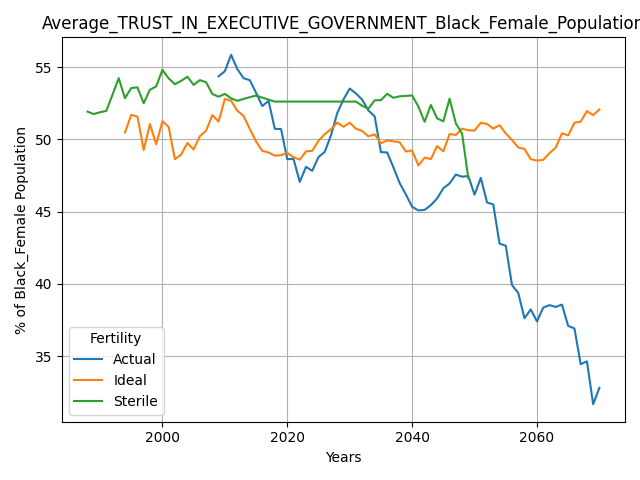 Average_TRUST_IN_EXECUTIVE_GOVERNMENT_Black_Female_Population
% of Black_Female Population
55
50
45
40
35
Fertility
Actual
Ideal
Sterile
2000 2020 2040 2060
Years